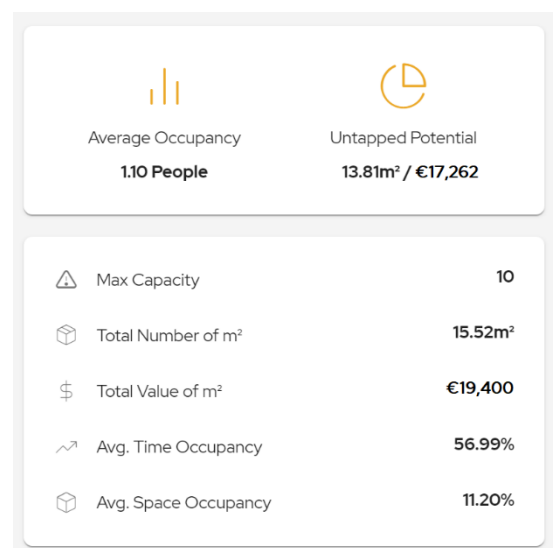 Average Occupancy
1.10 People
Untapped Potential
13.81m² / €17,262
Max Capacity 10
Total Number of m² 15.52m²
$ Total Value of m² €19,400
Avg. Time Occupancy 56.99%
Avg. Space Occupancy 11.20%